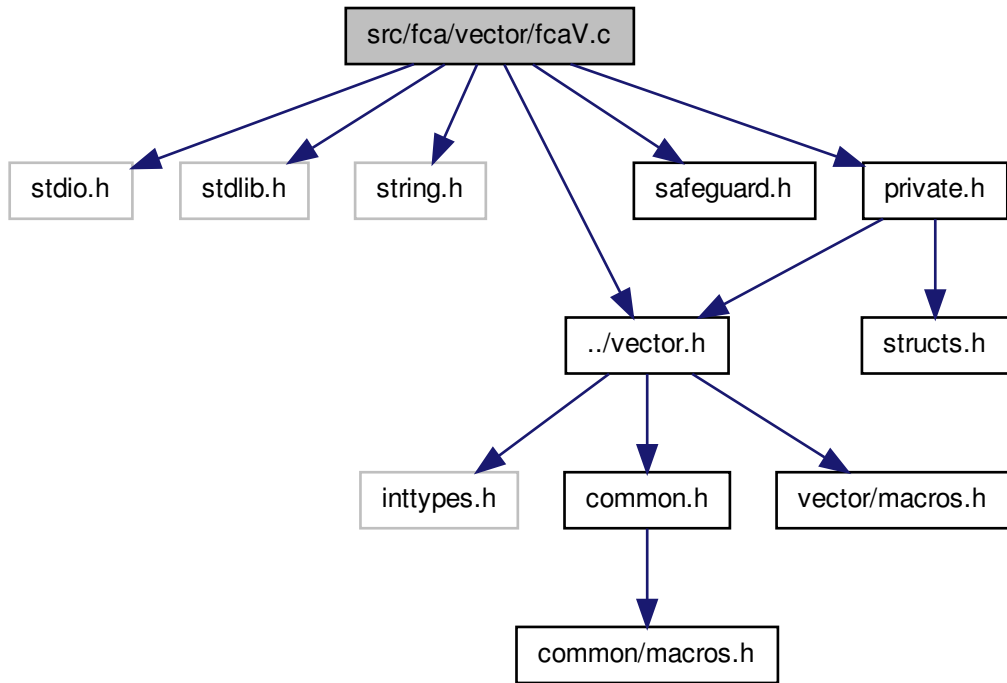 src/fca/vector/fcaV.c
stdio.h
stdlib.h
string.h
safeguard.h
private.h
../vector.h
structs.h
inttypes.h
common.h
vector/macros.h
common/macros.h